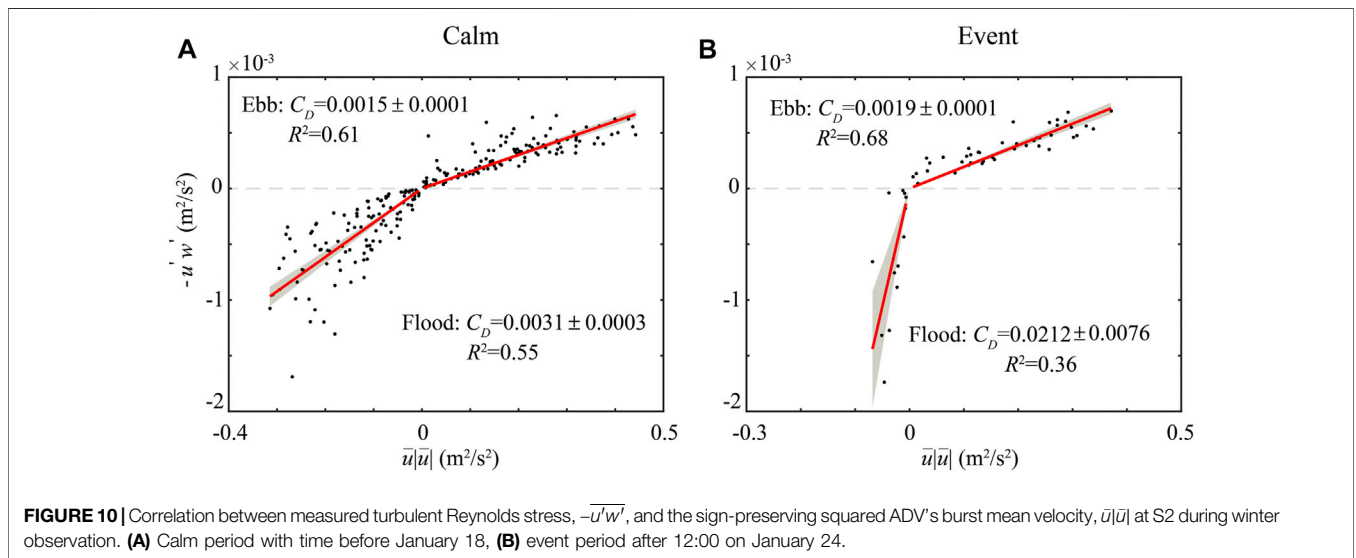 A
Calm
×10⁻³
1
Ebb: C_D=0.0015 ± 0.0001
R²=0.61
0
-u'w' (m²/s²)
-1
Flood: C_D=0.0031 ± 0.0003
R²=0.55
-2
-0.4
0
0.5
ū|ū| (m²/s²)
B
Event
×10⁻³
1
Ebb: C_D=0.0019 ± 0.0001
R²=0.68
0
-1
Flood: C_D=0.0212 ± 0.0076
R²=0.36
-2
-0.3
0
0.5
ū|ū| (m²/s²)
FIGURE 10 | Correlation between measured turbulent Reynolds stress, −u′w′, and the sign-preserving squared ADV's burst mean velocity, ū|ū| at S2 during winter
observation. (A) Calm period with time before January 18, (B) event period after 12:00 on January 24.